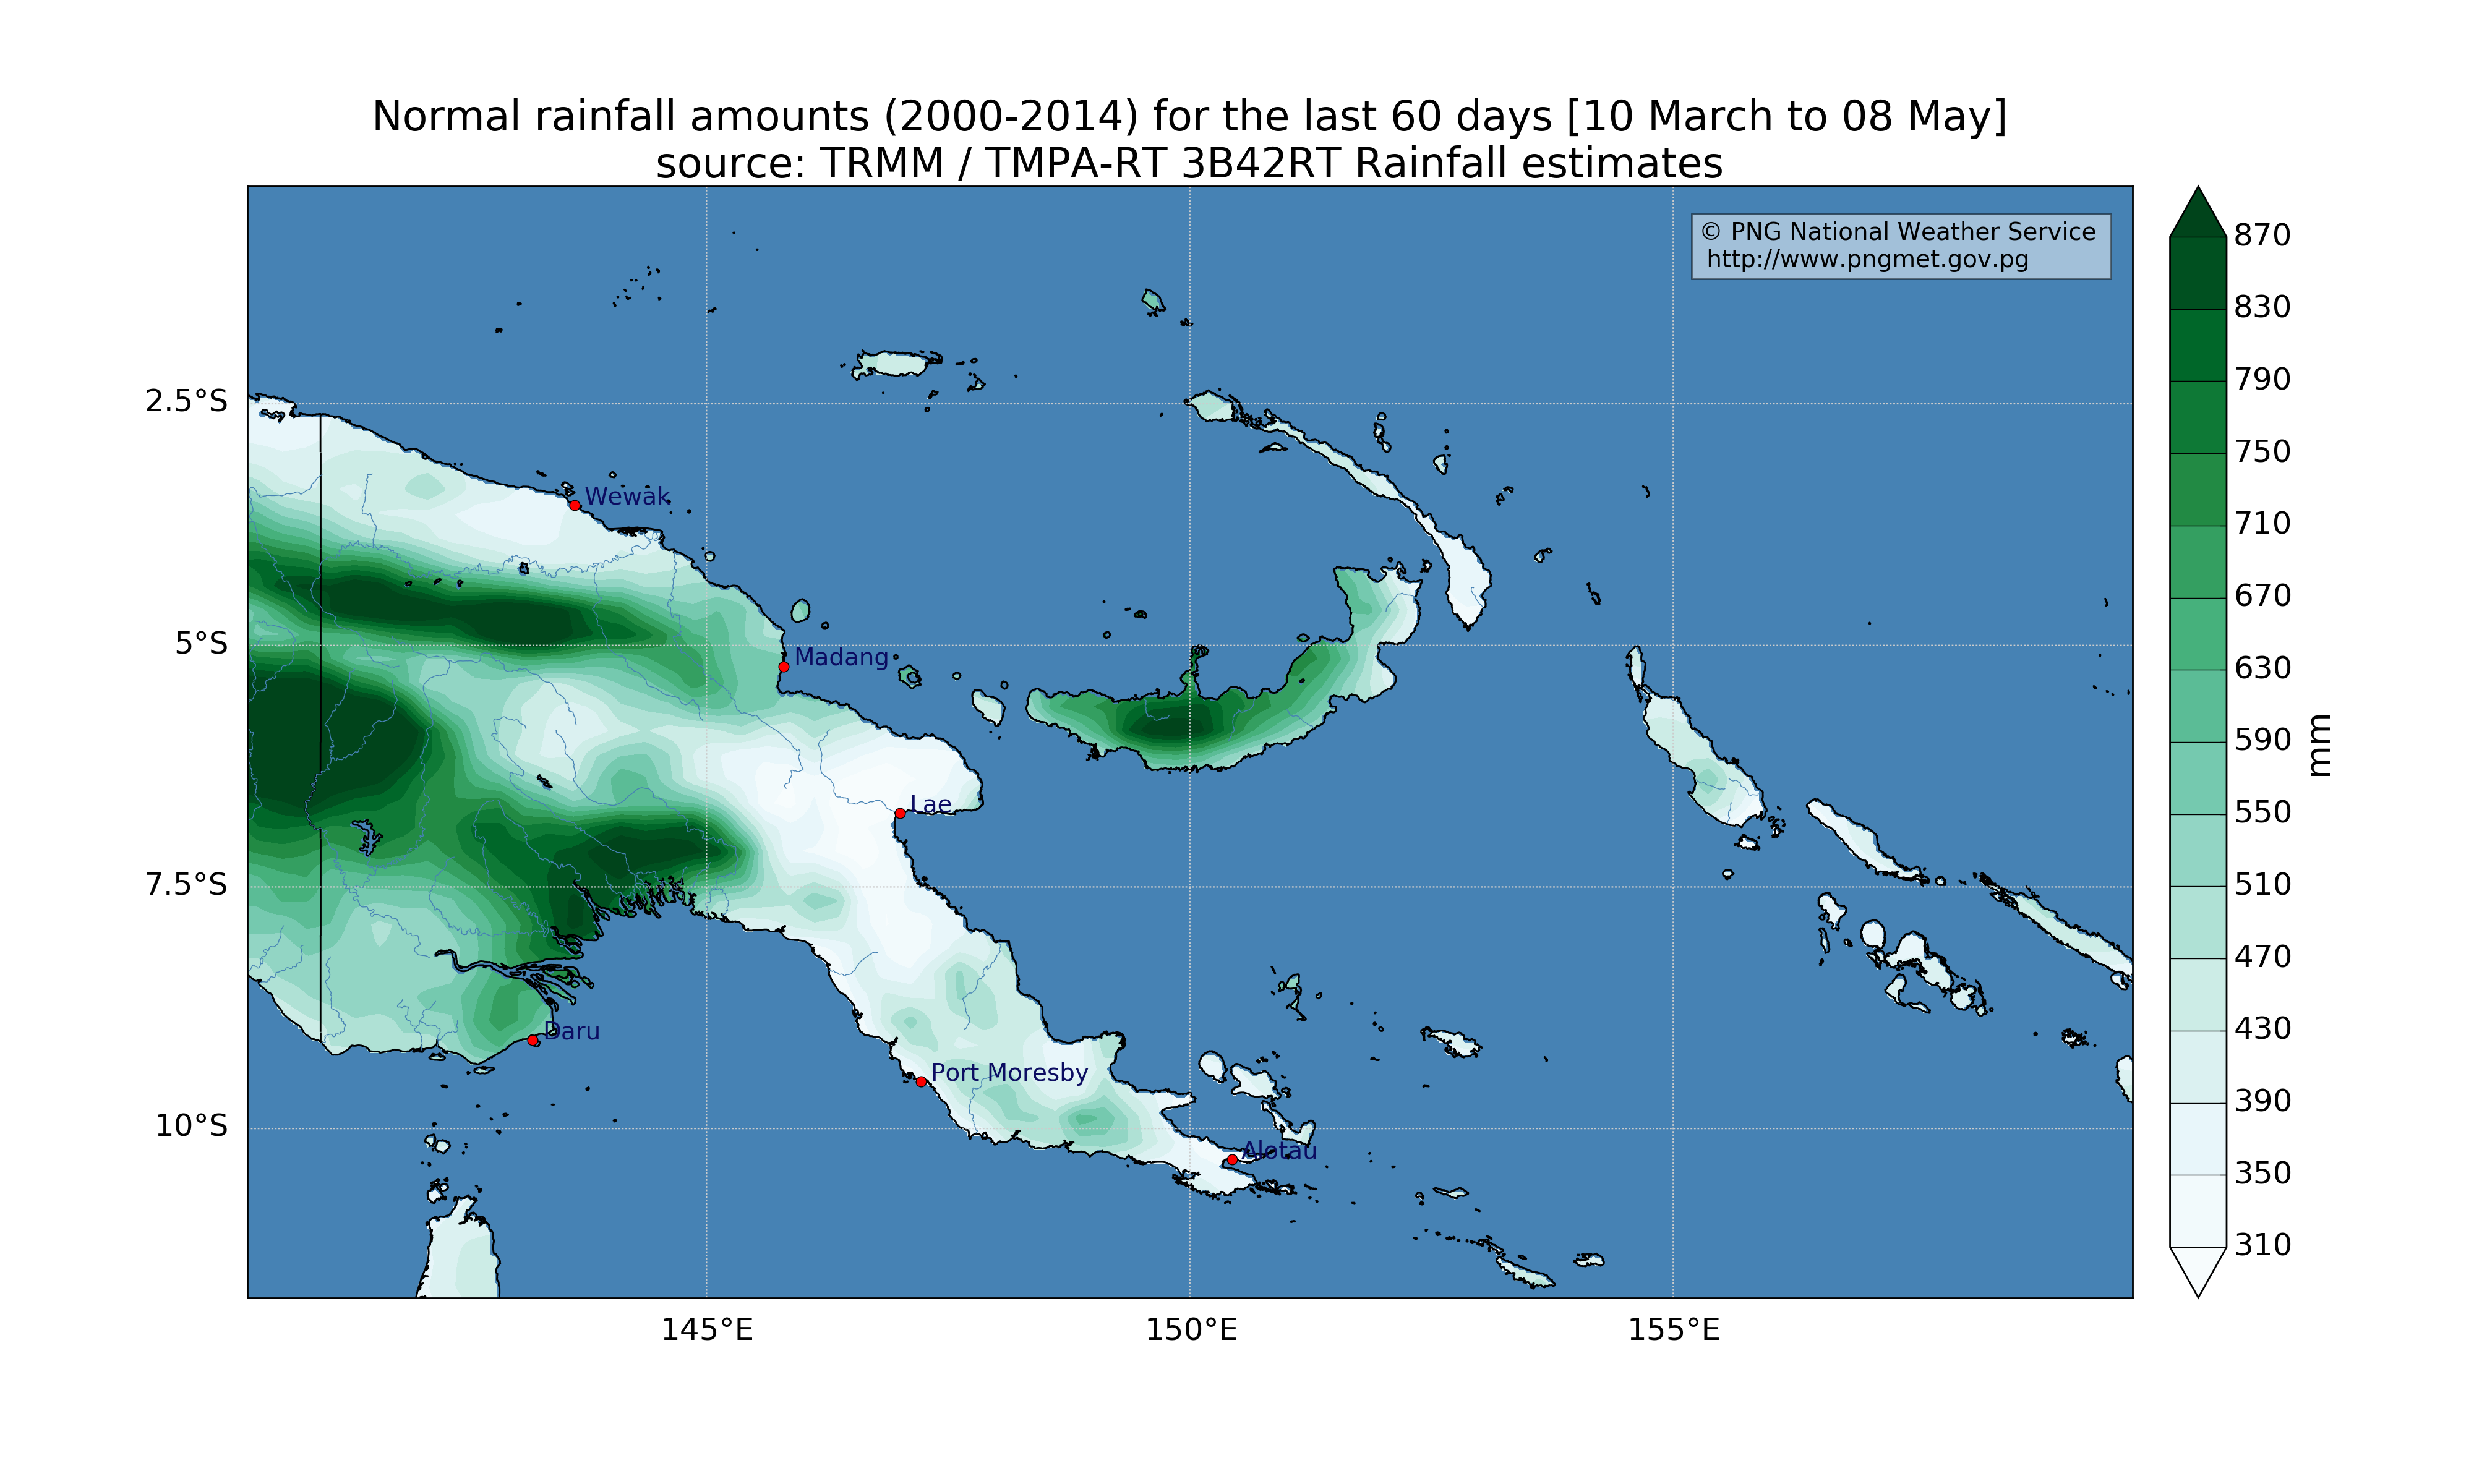 Normal rainfall amounts (2000-2014) for the last 60 days [10 March to 08 May]
source: TRMM / TMPA-RT 3B42RT Rainfall estimates
© PNG National Weather Service
http://www.pngmet.gov.pg
870
830
790
750
710
670
630
590
550
510
470
430
390
350
310
mm
2.5°S
5°S
7.5°S
10°S
Wewak
Madang
Lae
Daru
Port Moresby
Alotau
145°E
150°E
155°E